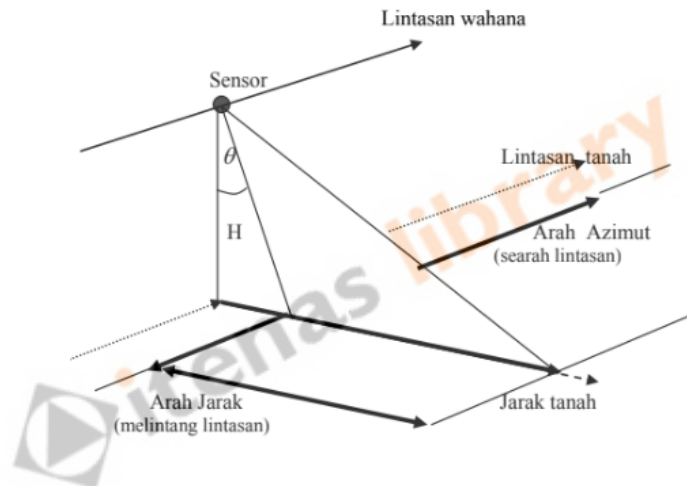 Lintasan wahana
Sensor
θ
Lintasan tanah
H
Arah Azimut
(searah lintasan)
itenas library
Arah Jarak
(melintang lintasan)
Jarak tanah